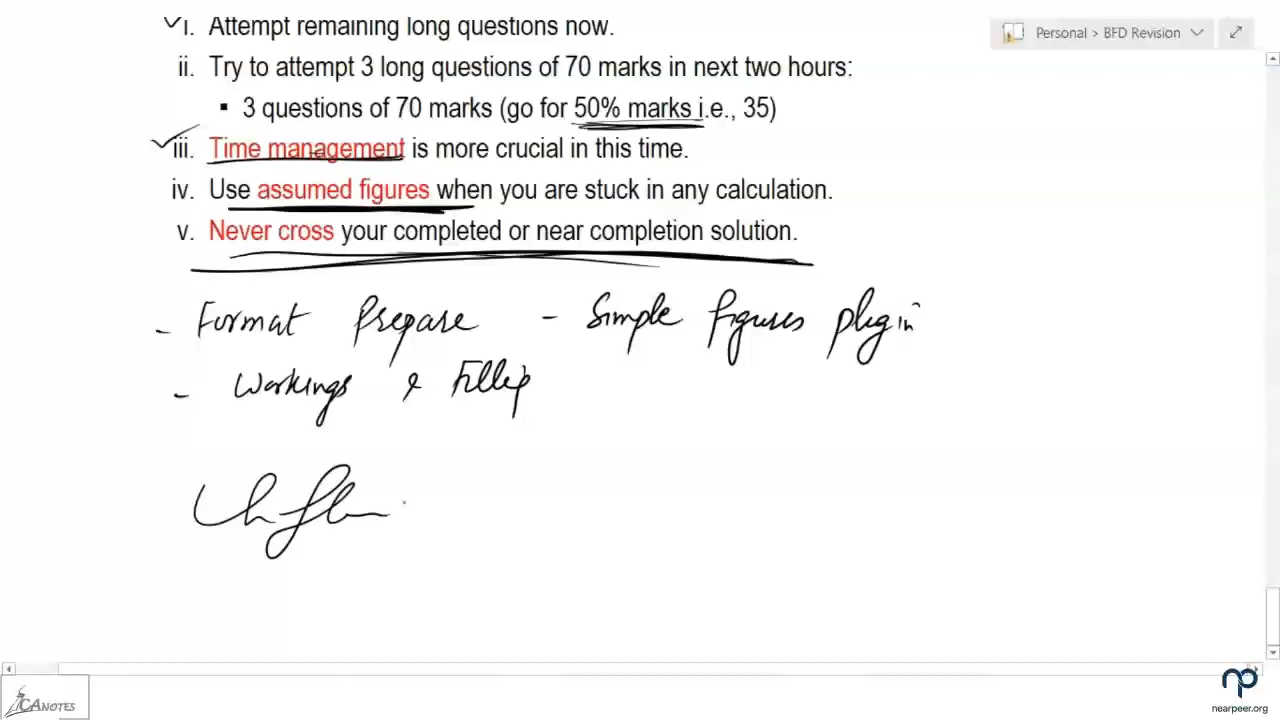 i. Attempt remaining long questions now.
Personal > BFD Revision
ii. Try to attempt 3 long questions of 70 marks in next two hours:
▪ 3 questions of 70 marks (go for 50% marks i.e., 35)
iii. Time management is more crucial in this time.
iv. Use assumed figures when you are stuck in any calculation.
v. Never cross your completed or near completion solution.
- Format Prepare - Simple figures plugin
- Workings &
CANOTES
np
nearpeer.org